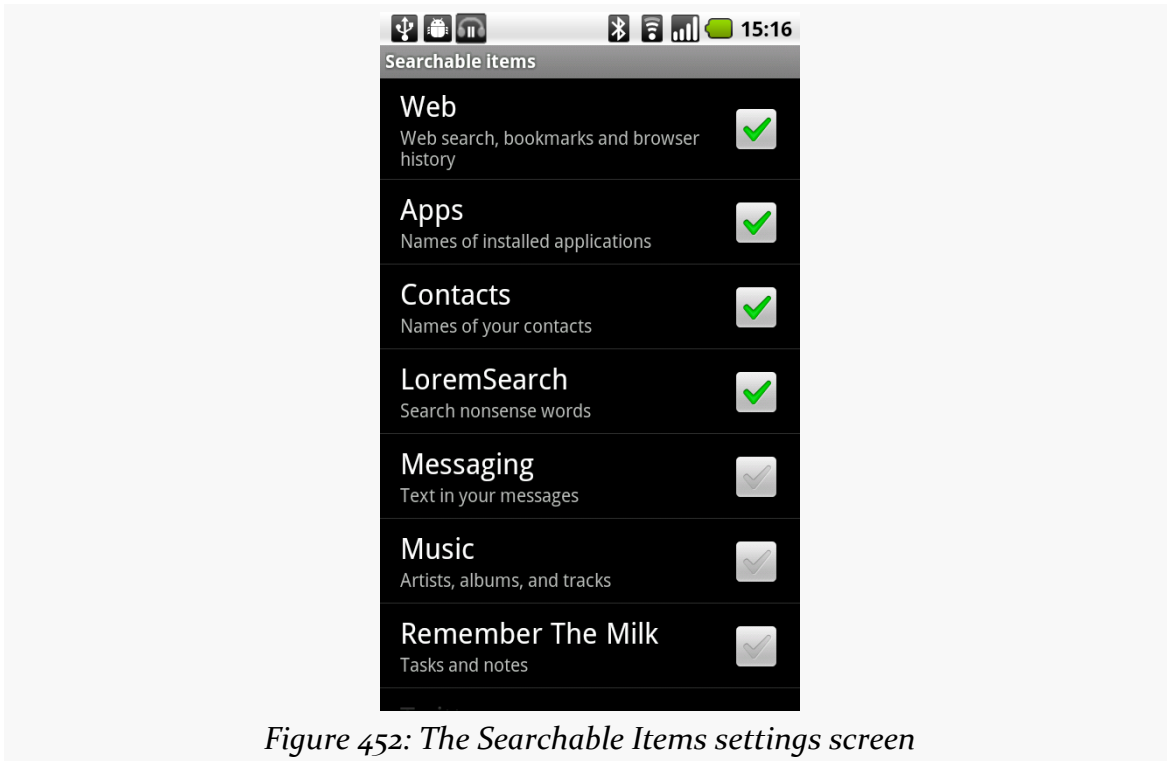 15:16
Searchable items
Web
Web search, bookmarks and browser
history
Apps
Names of installed applications
Contacts
Names of your contacts
LoremSearch
Search nonsense words
Messaging
Text in your messages
Music
Artists, albums, and tracks
Remember The Milk
Tasks and notes
Figure 452: The Searchable Items settings screen